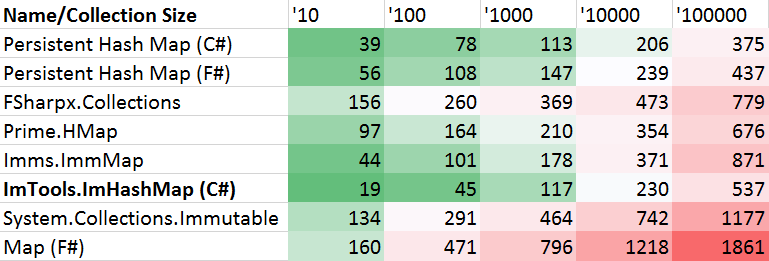 Name/Collection Size '10 '100 '1000 '10000 '100000
Persistent Hash Map (C#) 39 78 113 206 375
Persistent Hash Map (F#) 56 108 147 239 437
FSharpx.Collections 156 260 369 473 779
Prime.HMap 97 164 210 354 676
Imms.ImmMap 44 101 178 371 871
ImTools.ImHashMap (C#) 19 45 117 230 537
System.Collections.Immutable 134 291 464 742 1177
Map (F#) 160 471 796 1218 1861